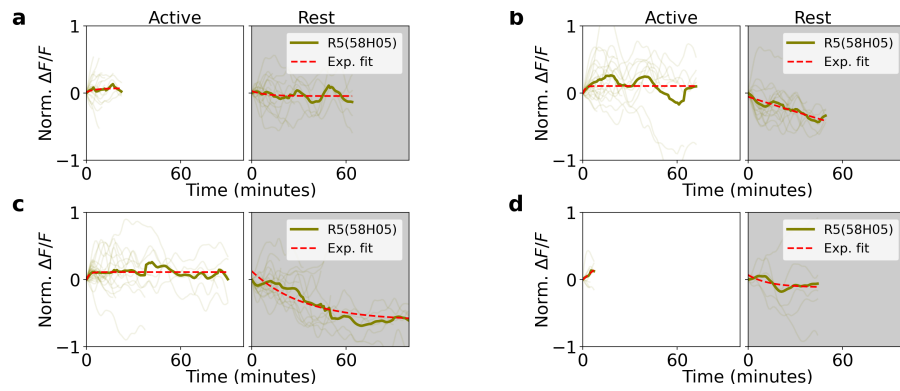 a
Active
Rest
1
0
−1
Norm. ΔF/F
0
60
0
60
Time (minutes)
R5(58H05)
Exp. fit
b
Active
Rest
1
0
−1
Norm. ΔF/F
0
60
0
60
Time (minutes)
R5(58H05)
Exp. fit
c
1
0
−1
Norm. ΔF/F
0
60
0
60
Time (minutes)
R5(58H05)
Exp. fit
d
1
0
−1
Norm. ΔF/F
0
60
0
60
Time (minutes)
R5(58H05)
Exp. fit